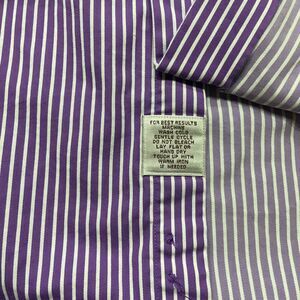 FOR BEST RESULTS
MACHINE
WASH COLD
GENTLE CYCLE
DO NOT BLEACH
LAY FLAT OR
HANG DRY
TOUCH UP WITH
WARM IRON
IF NEEDED